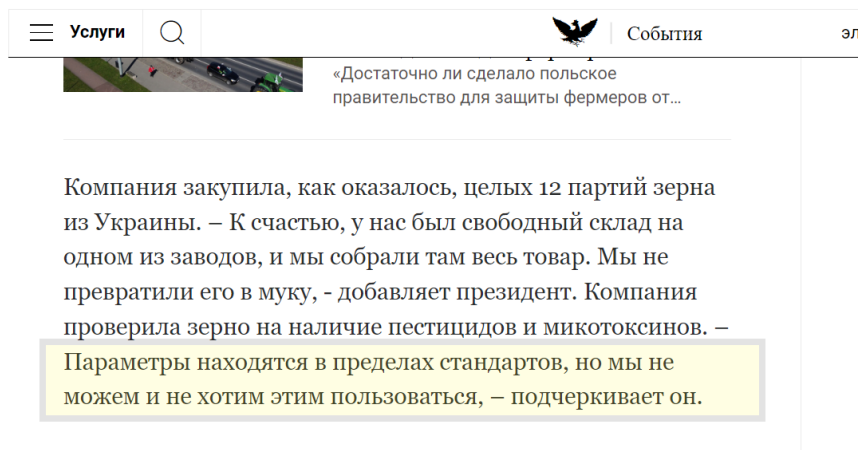 Услуги
События
эл
«Достаточно ли сделало польское
правительство для защиты фермеров от...
Компания закупила, как оказалось, целых 12 партий зерна
из Украины. – К счастью, у нас был свободный склад на
одном из заводов, и мы собрали там весь товар. Мы не
превратили его в муку, - добавляет президент. Компания
проверила зерно на наличие пестицидов и микотоксинов. –
Параметры находятся в пределах стандартов, но мы не
можем и не хотим этим пользоваться, – подчеркивает он.